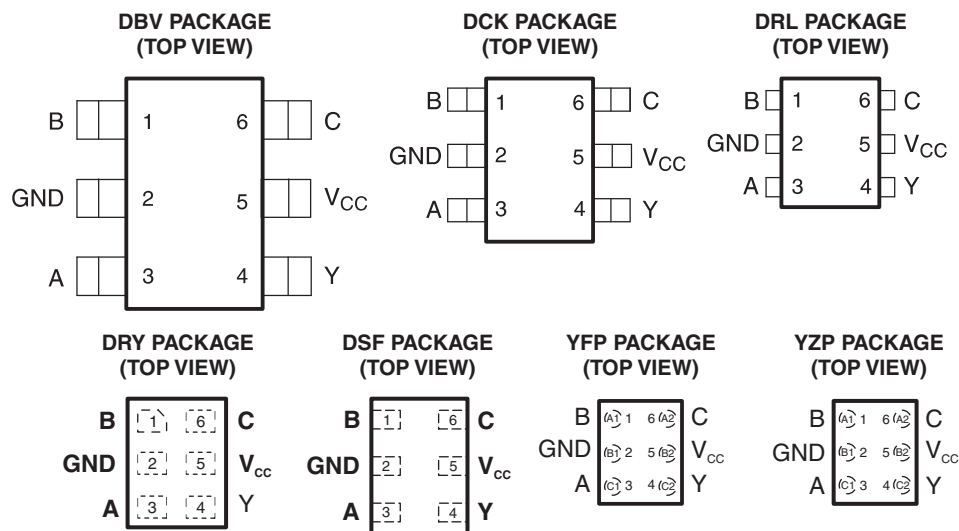 DBV PACKAGE
(TOP VIEW)
B 1 6 C
GND 2 5 VCC
A 3 4 Y
DCK PACKAGE
(TOP VIEW)
B 1 6 C
GND 2 5 VCC
A 3 4 Y
DRL PACKAGE
(TOP VIEW)
B 1 6 C
GND 2 5 VCC
A 3 4 Y
DRY PACKAGE
(TOP VIEW)
B 1 6 C
GND 2 5 Vcc
A 3 4 Y
DSF PACKAGE
(TOP VIEW)
B 1 6 C
GND 2 5 Vcc
A 3 4 Y
YFP PACKAGE
(TOP VIEW)
B A1 1 6 A2 C
GND B1 2 5 B2 VCC
A C1 3 4 C2 Y
YZP PACKAGE
(TOP VIEW)
B A1 1 6 A2 C
GND B1 2 5 B2 VCC
A C1 3 4 C2 Y